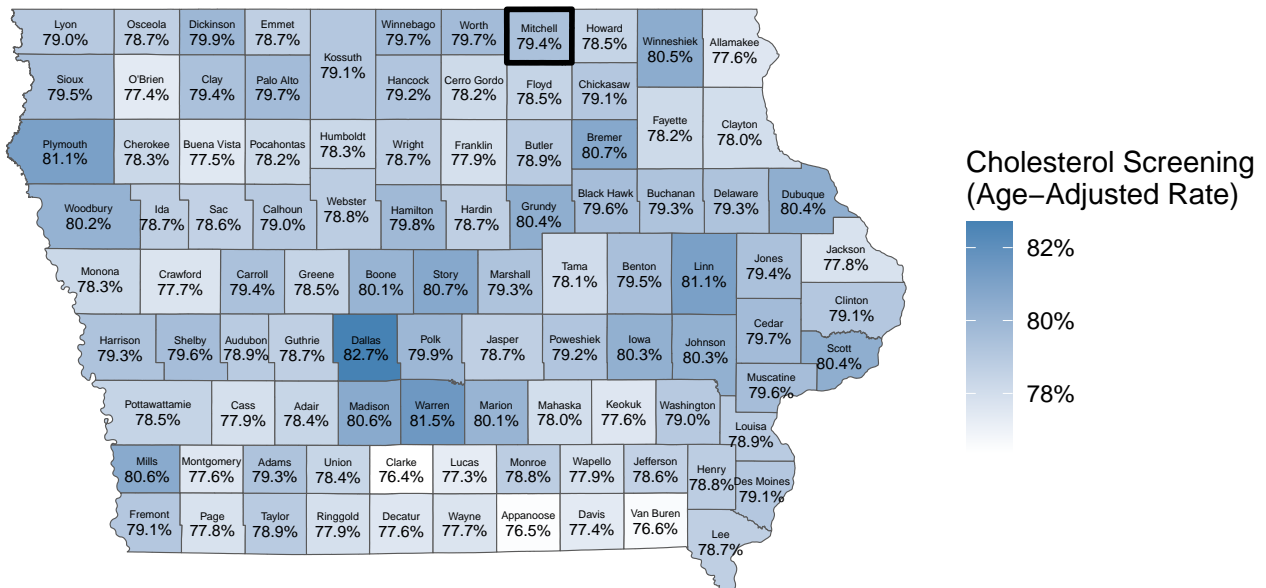 Lyon
79.0%
Osceola
78.7%
Dickinson
79.9%
Emmet
78.7%
Winnebago
79.7%
Worth
79.7%
Mitchell
79.4%
Howard
78.5%
Winneshiek
80.5%
Allamakee
77.6%
Kossuth
79.1%
Sioux
79.5%
O'Brien
77.4%
Clay
79.4%
Palo Alto
79.7%
Hancock
79.2%
Cerro Gordo
78.2%
Floyd
78.5%
Chickasaw
79.1%
Fayette
78.2%
Clayton
78.0%
Plymouth
81.1%
Cherokee
78.3%
Buena Vista
77.5%
Pocahontas
78.2%
Humboldt
78.3%
Wright
78.7%
Franklin
77.9%
Butler
78.9%
Bremer
80.7%
Cholesterol Screening
(Age−Adjusted Rate)
82%
80%
78%
Woodbury
80.2%
Ida
78.7%
Sac
78.6%
Calhoun
79.0%
Webster
78.8%
Hamilton
79.8%
Hardin
78.7%
Grundy
80.4%
Black Hawk
79.6%
Buchanan
79.3%
Delaware
79.3%
Dubuque
80.4%
Monona
78.3%
Crawford
77.7%
Carroll
79.4%
Greene
78.5%
Boone
80.1%
Story
80.7%
Marshall
79.3%
Tama
78.1%
Benton
79.5%
Linn
81.1%
Jones
79.4%
Jackson
77.8%
Clinton
79.1%
Harrison
79.3%
Shelby
79.6%
Audubon
78.9%
Guthrie
78.7%
Dallas
82.7%
Polk
79.9%
Jasper
78.7%
Poweshiek
79.2%
Iowa
80.3%
Johnson
80.3%
Cedar
79.7%
Scott
80.4%
Muscatine
79.6%
Pottawattamie
78.5%
Cass
77.9%
Adair
78.4%
Madison
80.6%
Warren
81.5%
Marion
80.1%
Mahaska
78.0%
Keokuk
77.6%
Washington
79.0%
Louisa
78.9%
Mills
80.6%
Montgomery
77.6%
Adams
79.3%
Union
78.4%
Clarke
76.4%
Lucas
77.3%
Monroe
78.8%
Wapello
77.9%
Jefferson
78.6%
Henry
78.8%
Des Moines
79.1%
Fremont
79.1%
Page
77.8%
Taylor
78.9%
Ringgold
77.9%
Decatur
77.6%
Wayne
77.7%
Appanoose
76.5%
Davis
77.4%
Van Buren
76.6%
Lee
78.7%